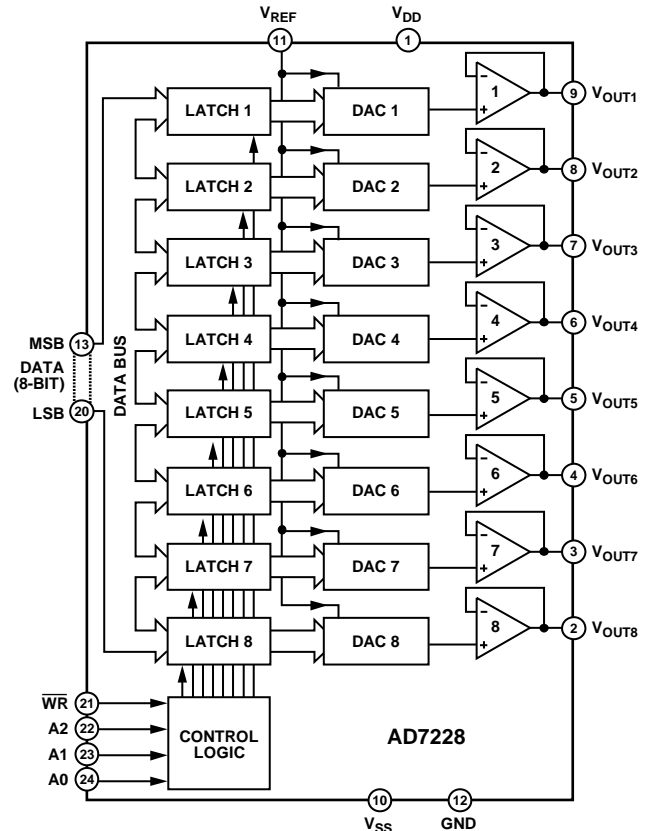 VREF
VDD
11
1
LATCH 1
DAC 1
1
9
VOUT1
LATCH 2
DAC 2
2
8
VOUT2
LATCH 3
DAC 3
3
7
VOUT3
LATCH 4
DAC 4
4
6
VOUT4
MSB
13
DATA
(8-BIT)
LSB
20
DATA BUS
LATCH 5
DAC 5
5
5
VOUT5
LATCH 6
DAC 6
6
4
VOUT6
LATCH 7
DAC 7
7
3
VOUT7
LATCH 8
DAC 8
8
2
VOUT8
WR
21
A2
22
A1
23
A0
24
CONTROL
LOGIC
AD7228
10
12
VSS
GND